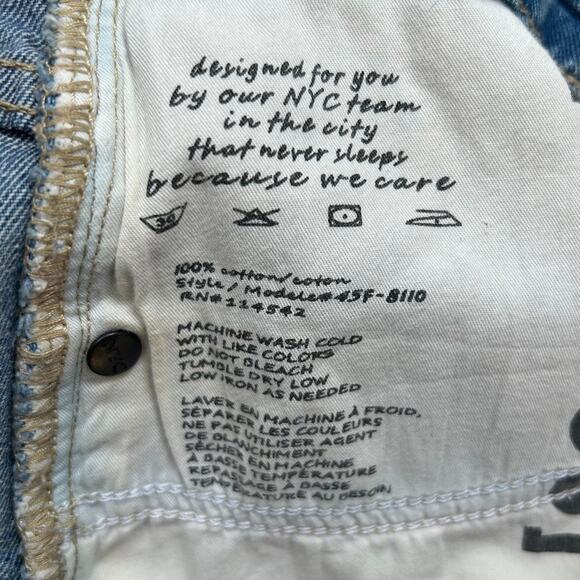 designed for you
by our NYC team
in the city
that never sleeps
because we care
30
100% cotton/coton
Style / Modele# 45F-8110
RN# 114542
MACHINE WASH COLD
WITH LIKE COLORS
DO NOT BLEACH
TUMBLE DRY LOW
LOW IRON AS NEEDED
LAVER EN MACHINE À FROID,
SÉPARER LES COULEURS
NE PAS UTILISER AGENT
DE BLANCHIMENT
SÉCHER EN MACHINE
À BASSE TEMPÉRATURE
REPASSAGE À BASSE
TEMPÉRATURE AU BESOIN